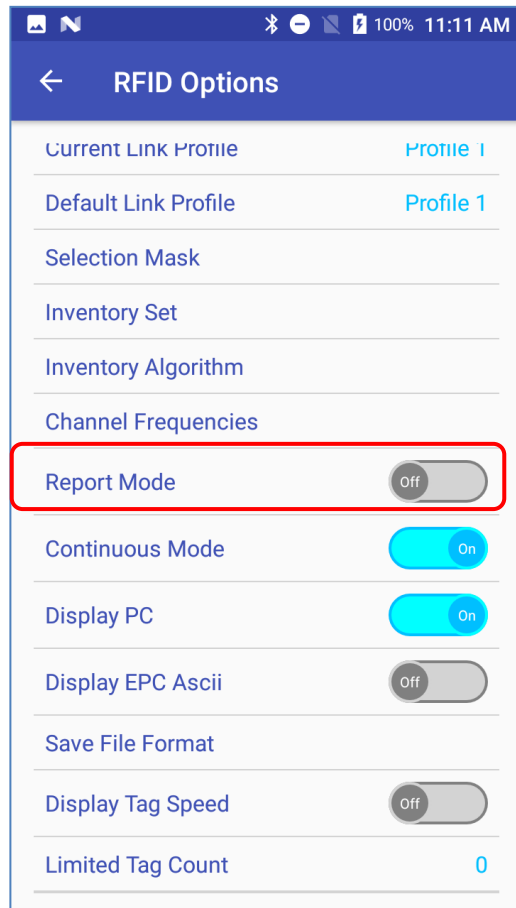 100% 11:11 AM
RFID Options
Current Link Profile Profile 1
Default Link Profile Profile 1
Selection Mask
Inventory Set
Inventory Algorithm
Channel Frequencies
Report Mode Off
Continuous Mode On
Display PC On
Display EPC Ascii Off
Save File Format
Display Tag Speed Off
Limited Tag Count 0